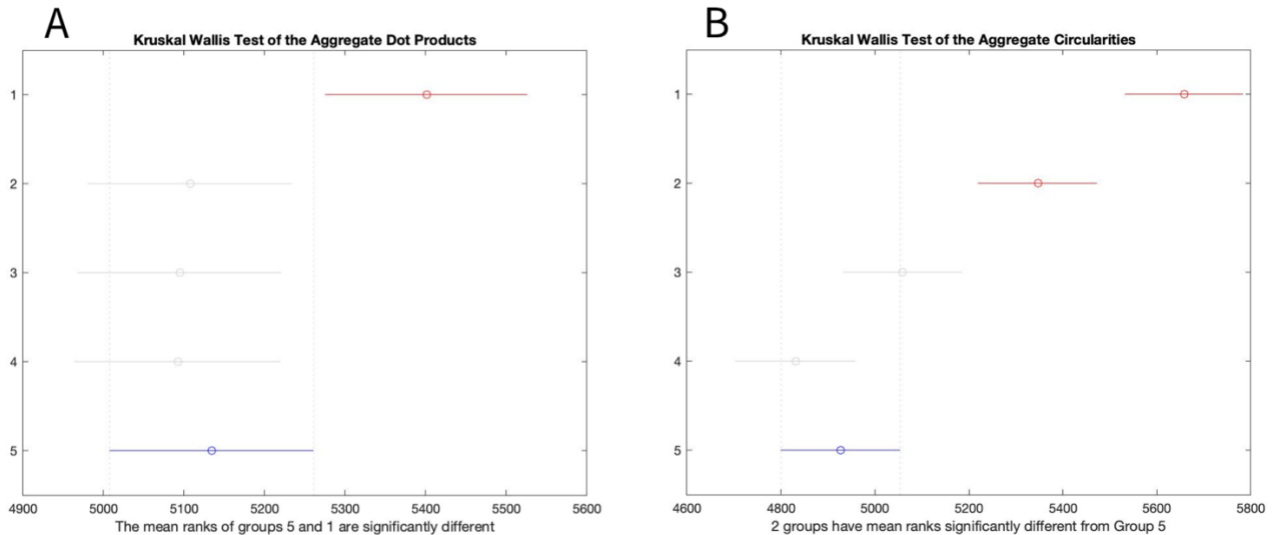 A
Kruskal Wallis Test of the Aggregate Dot Products
1
2
3
4
5
4900 5000 5100 5200 5300 5400 5500 5600
The mean ranks of groups 5 and 1 are significantly different
B
Kruskal Wallis Test of the Aggregate Circularities
1
2
3
4
5
4600 4800 5000 5200 5400 5600 5800
2 groups have mean ranks significantly different from Group 5